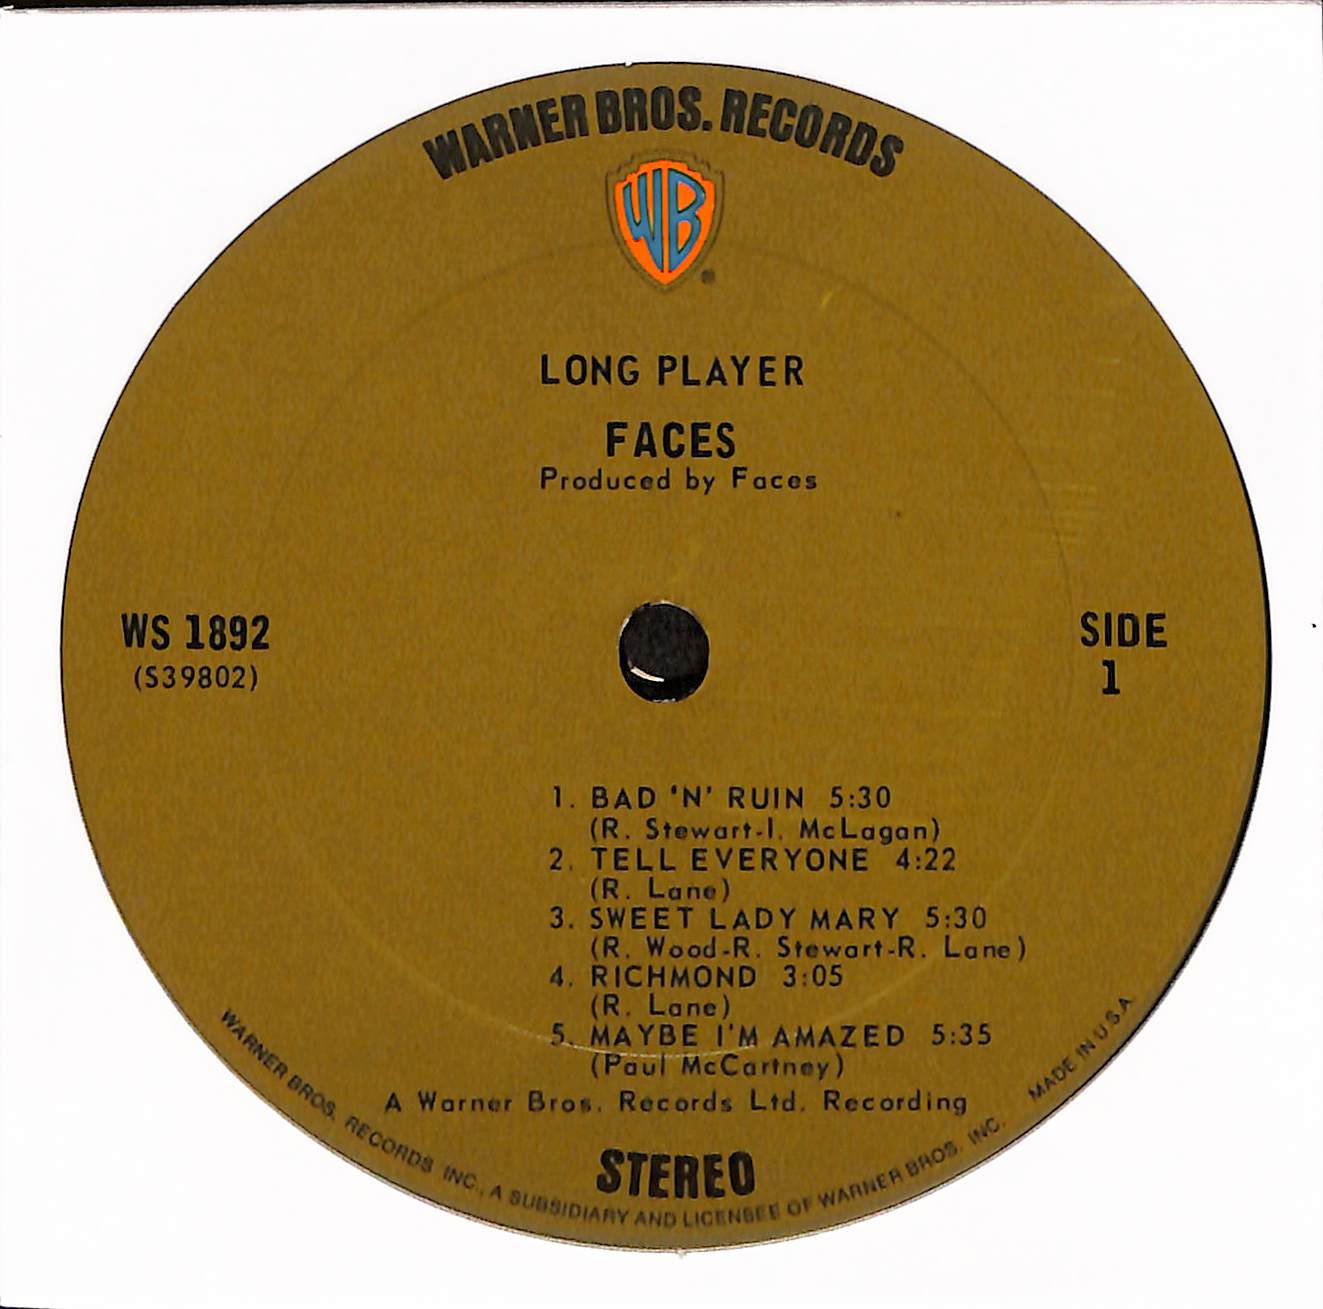 WARNER BROS. RECORDS
WB
®
LONG PLAYER
FACES
Produced by Faces
WS 1892
(S39802)
SIDE
1
1. BAD 'N' RUIN 5:30
(R. Stewart-I. McLagan)
2. TELL EVERYONE 4:22
(R. Lane)
3. SWEET LADY MARY 5:30
(R. Wood-R. Stewart-R. Lane)
4. RICHMOND 3:05
(R. Lane)
5. MAYBE I'M AMAZED 5:35
(Paul McCartney)
A Warner Bros. Records Ltd. Recording
STEREO
WARNER BROS. RECORDS INC., A SUBSIDIARY AND LICENSEE OF WARNER BROS. INC. MADE IN U.S.A.